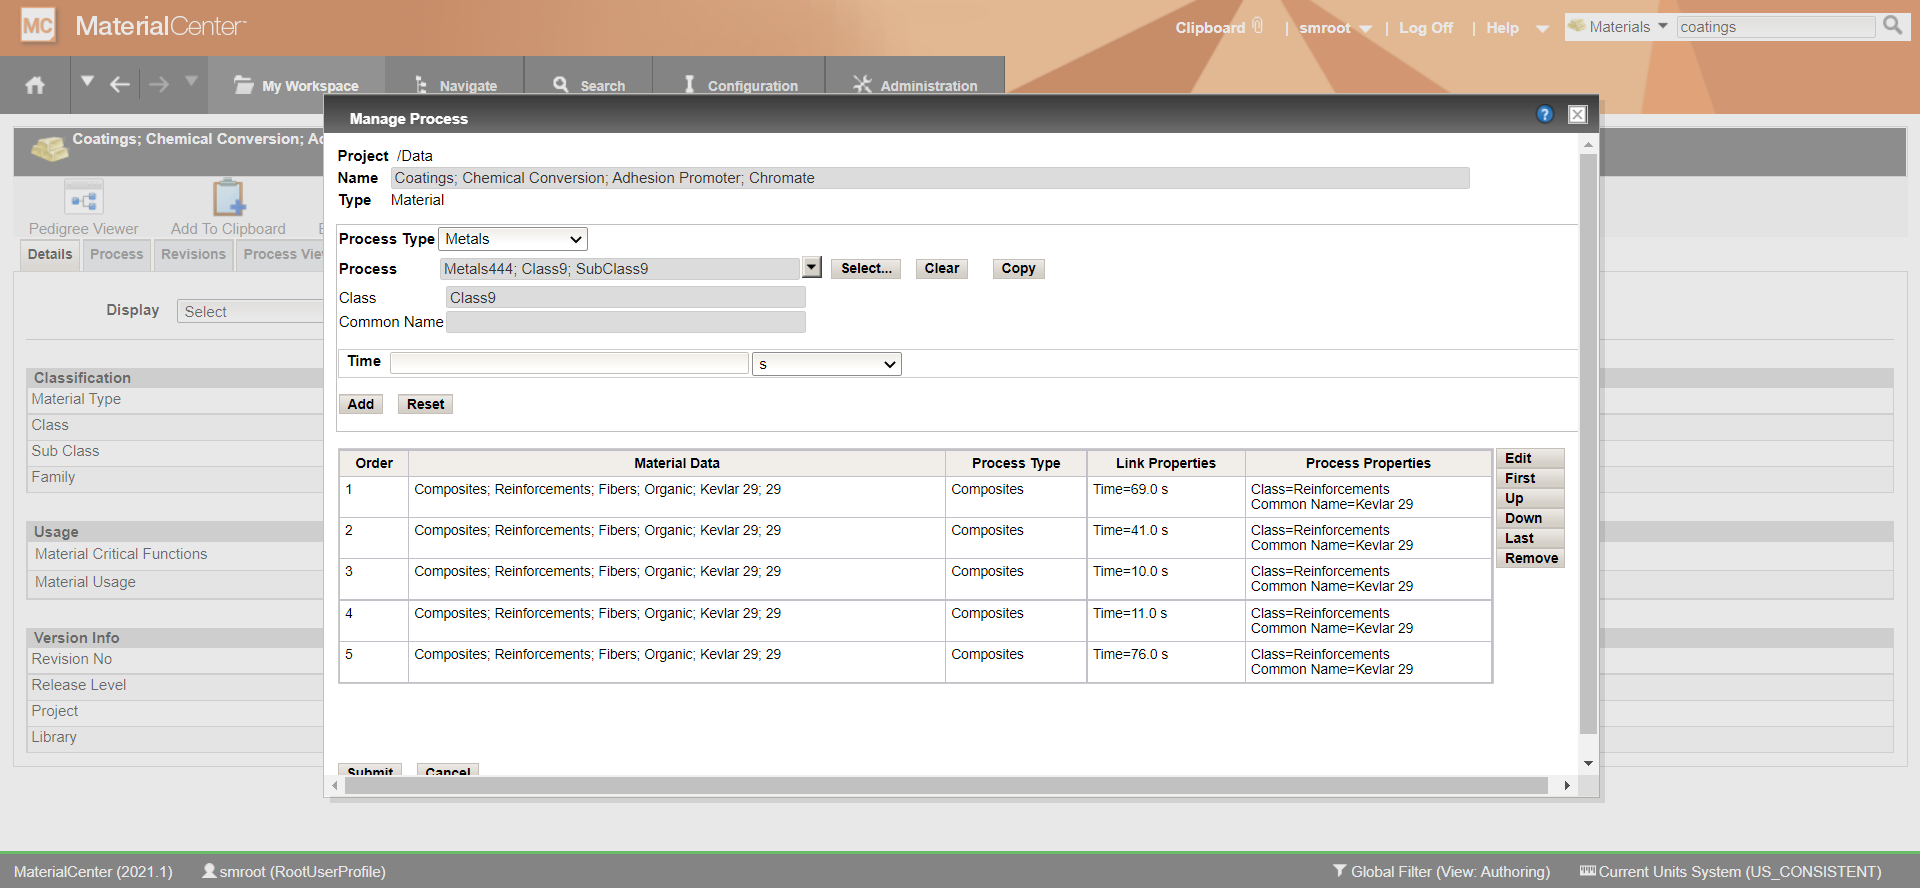 MC MaterialCenter
Clipboard | smroot | Log Off | Help Materials coatings
My Workspace Navigate Search Configuration Administration
Coatings; Chemical Conversion; Ad
Pedigree Viewer Add To Clipboard
Details Process Revisions Process Vie
Display Select
Classification
Material Type
Class
Sub Class
Family
Usage
Material Critical Functions
Material Usage
Version Info
Revision No
Release Level
Project
Library
Manage Process ?
Project /Data
Name Coatings; Chemical Conversion; Adhesion Promoter; Chromate
Type Material
Process Type Metals
Process Metals444; Class9; SubClass9 Select... Clear Copy
Class Class9
Common Name
Time s
Add Reset
Order Material Data Process Type Link Properties Process Properties
1 Composites; Reinforcements; Fibers; Organic; Kevlar 29; 29 Composites Time=69.0 s Class=Reinforcements
Common Name=Kevlar 29
2 Composites; Reinforcements; Fibers; Organic; Kevlar 29; 29 Composites Time=41.0 s Class=Reinforcements
Common Name=Kevlar 29
3 Composites; Reinforcements; Fibers; Organic; Kevlar 29; 29 Composites Time=10.0 s Class=Reinforcements
Common Name=Kevlar 29
4 Composites; Reinforcements; Fibers; Organic; Kevlar 29; 29 Composites Time=11.0 s Class=Reinforcements
Common Name=Kevlar 29
5 Composites; Reinforcements; Fibers; Organic; Kevlar 29; 29 Composites Time=76.0 s Class=Reinforcements
Common Name=Kevlar 29
Edit
First
Up
Down
Last
Remove
Submit Cancel
MaterialCenter (2021.1) smroot (RootUserProfile) Global Filter (View: Authoring) Current Units System (US_CONSISTENT)